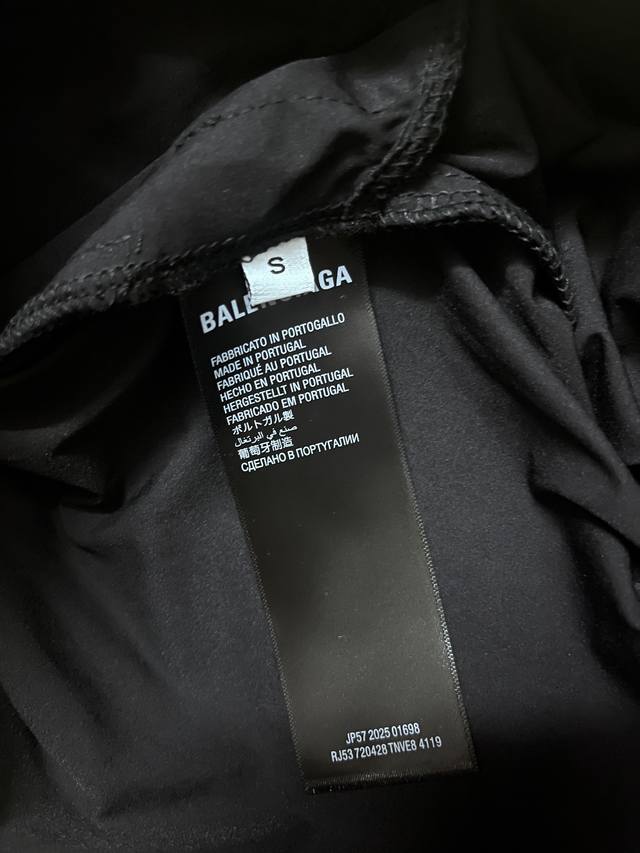 S
BALENCIAGA
FABBRICATO IN PORTOGALLO
MADE IN PORTUGAL
FABRIQUÉ AU PORTUGAL
HECHO EN PORTUGAL
HERGESTELLT IN PORTUGAL
FABRICADO EM PORTUGAL
ポルトガル製
صنع في البرتغال
葡萄牙制造
СДЕЛАНО В ПОРТУГАЛИИ
JP57 2025 01698
RJ53 720428 TNVE8 4119